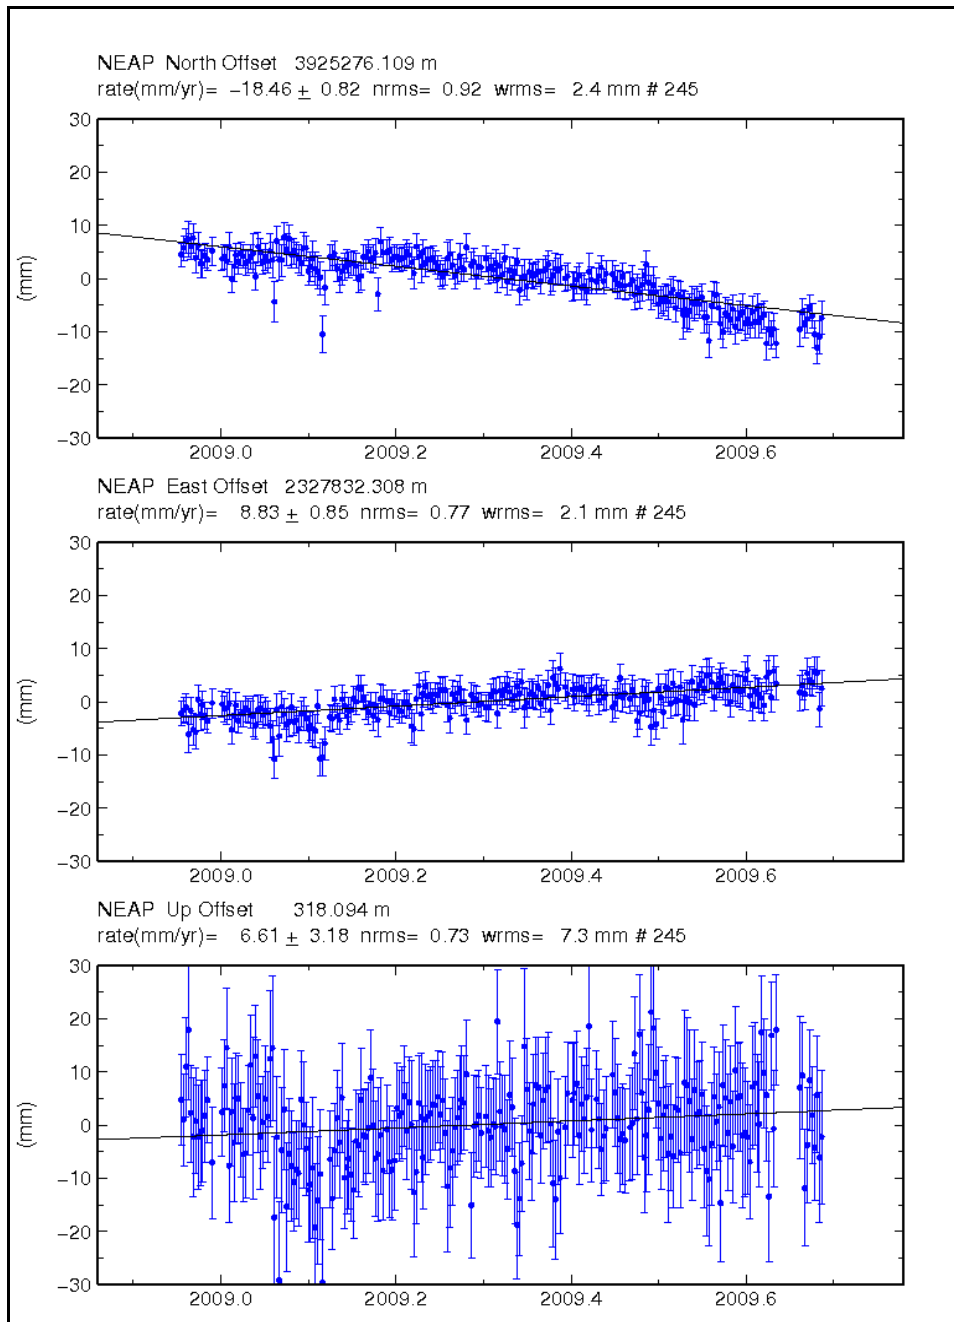 NEAP North Offset 3925276.109 m
rate(mm/yr)= −18.46 ± 0.82 nrms= 0.92 wrms= 2.4 mm # 245
30
20
10
0
−10
−20
−30
(mm)
2009.0 2009.2 2009.4 2009.6
NEAP East Offset 2327832.308 m
rate(mm/yr)= 8.83 ± 0.85 nrms= 0.77 wrms= 2.1 mm # 245
30
20
10
0
−10
−20
−30
(mm)
2009.0 2009.2 2009.4 2009.6
NEAP Up Offset 318.094 m
rate(mm/yr)= 6.61 ± 3.18 nrms= 0.73 wrms= 7.3 mm # 245
30
20
10
0
−10
−20
−30
(mm)
2009.0 2009.2 2009.4 2009.6